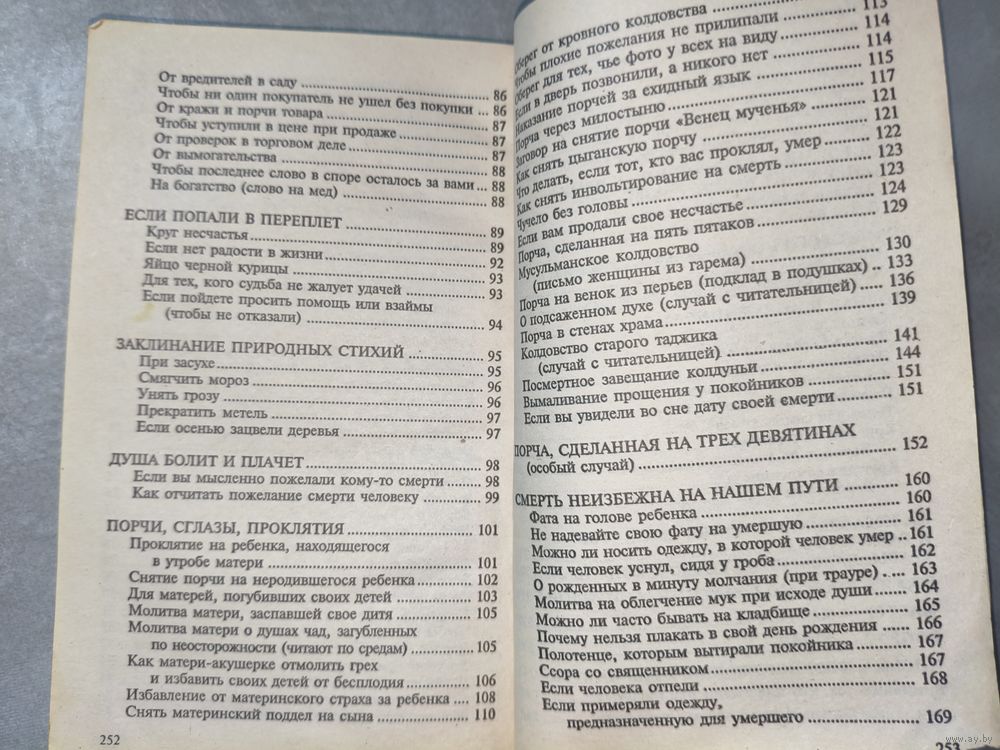 От вредителей в саду ..... 86
Чтобы ни один покупатель не ушел без покупки ..... 86
От кражи и порчи товара ..... 87
Чтобы уступили в цене при продаже ..... 87
От проверок в торговом деле ..... 87
От вымогательства ..... 88
Чтобы последнее слово в споре осталось за вами ... 88
На богатство (слово на мед) ..... 88
ЕСЛИ ПОПАЛИ В ПЕРЕПЛЕТ ..... 89
Круг несчастья ..... 89
Если нет радости в жизни ..... 92
Яйцо черной курицы ..... 93
Для тех, кого судьба не жалует удачей ..... 93
Если пойдете просить помощь или взаймы
(чтобы не отказали) ..... 94
ЗАКЛИНАНИЕ ПРИРОДНЫХ СТИХИЙ ..... 95
При засухе ..... 95
Смягчить мороз ..... 96
Унять грозу ..... 96
Прекратить метель ..... 97
Если осенью зацвели деревья ..... 97
ДУША БОЛИТ И ПЛАЧЕТ ..... 98
Если вы мысленно пожелали кому-то смерти ..... 98
Как отчитать пожелание смерти человеку ..... 99
ПОРЧИ, СГЛАЗЫ, ПРОКЛЯТИЯ ..... 101
Проклятие на ребенка, находящегося
в утробе матери ..... 101
Снятие порчи на неродившегося ребенка ..... 102
Для матерей, погубивших своих детей ..... 103
Молитва матери, заспавшей свое дитя ..... 105
Молитва матери о душах чад, загубленных
по неосторожности (читают по средам) ..... 105
Как матери-акушерке отмолить грех
и избавить своих детей от бесплодия ..... 106
Избавление от материнского страха за ребенка ..... 108
Снять материнский поддел на сына ..... 110
252
Оберег от кровного колдовства ..... 113
Чтобы плохие пожелания не прилипали ..... 114
Оберег для тех, чье фото у всех на виду ..... 114
Если в дверь позвонили, а никого нет ..... 115
Наказание порчей за ехидный язык ..... 117
Порча через милостыню ..... 121
Заговор на снятие порчи «Венец мученья» ..... 121
Как снять цыганскую порчу ..... 122
Что делать, если тот, кто вас проклял, умер ..... 123
Как снять инвольтирование на смерть ..... 123
Чучело без головы ..... 124
Если вам продали свое несчастье ..... 129
Порча, сделанная на пять пятаков
Мусульманское колдовство
(письмо женщины из гарема) ..... 130
Порча на венок из перьев (подклад в подушках) .. 133
О подсаженном духе (случай с читательницей) ..... 136
Порча в стенах храма ..... 139
Колдовство старого таджика
(случай с читательницей) ..... 141
Посмертное завещание колдуньи ..... 144
Вымаливание прощения у покойников ..... 151
Если вы увидели во сне дату своей смерти ..... 151
ПОРЧА, СДЕЛАННАЯ НА ТРЕХ ДЕВЯТИНАХ
(особый случай) ..... 152
СМЕРТЬ НЕИЗБЕЖНА НА НАШЕМ ПУТИ ..... 160
Фата на голове ребенка ..... 160
Не надевайте свою фату на умершую ..... 161
Можно ли носить одежду, в которой человек умер .. 161
Если человек уснул, сидя у гроба ..... 162
О рожденных в минуту молчания (при трауре) ..... 163
Молитва на облегчение мук при исходе души ..... 164
Можно ли часто бывать на кладбище ..... 165
Почему нельзя плакать в свой день рождения ..... 166
Полотенце, которым вытирали покойника ..... 167
Ссора со священником ..... 167
Если человека отпели ..... 168
Если примеряли одежду,
предназначенную для умершего ..... 169
253
www.ay.by